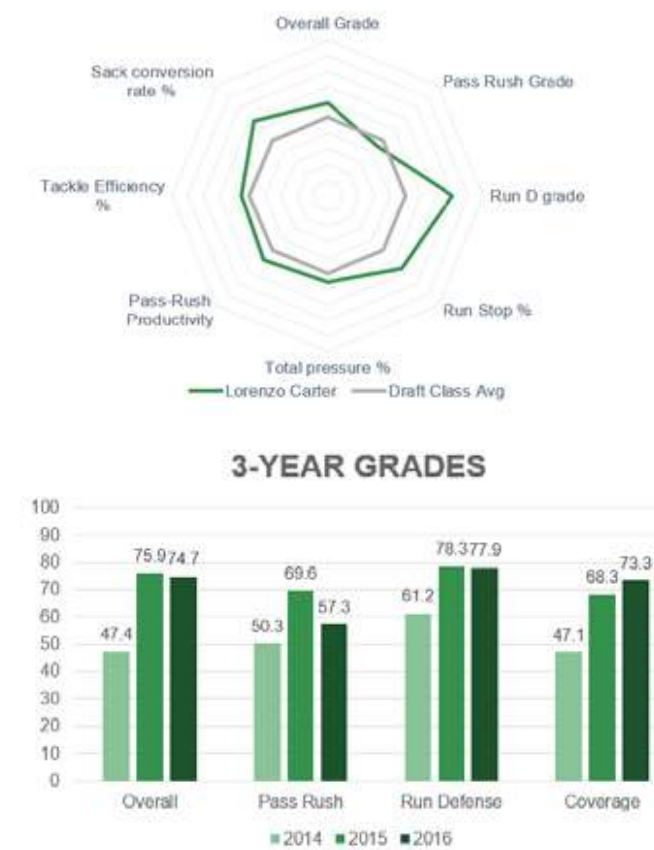 Overall Grade
Sack conversion
rate %
Pass Rush Grade
Tackle Efficiency
%
Run D grade
Pass-Rush
Productivity
Run Stop %
Total pressure %
Lorenzo Carter Draft Class Avg
3-YEAR GRADES
100
90
80
70
60
50
40
30
20
10
0
47.4 75.9 74.7
50.3 69.6 57.3
61.2 78.3 77.9
47.1 68.3 73.3
Overall Pass Rush Run Defense Coverage
2014 2015 2016